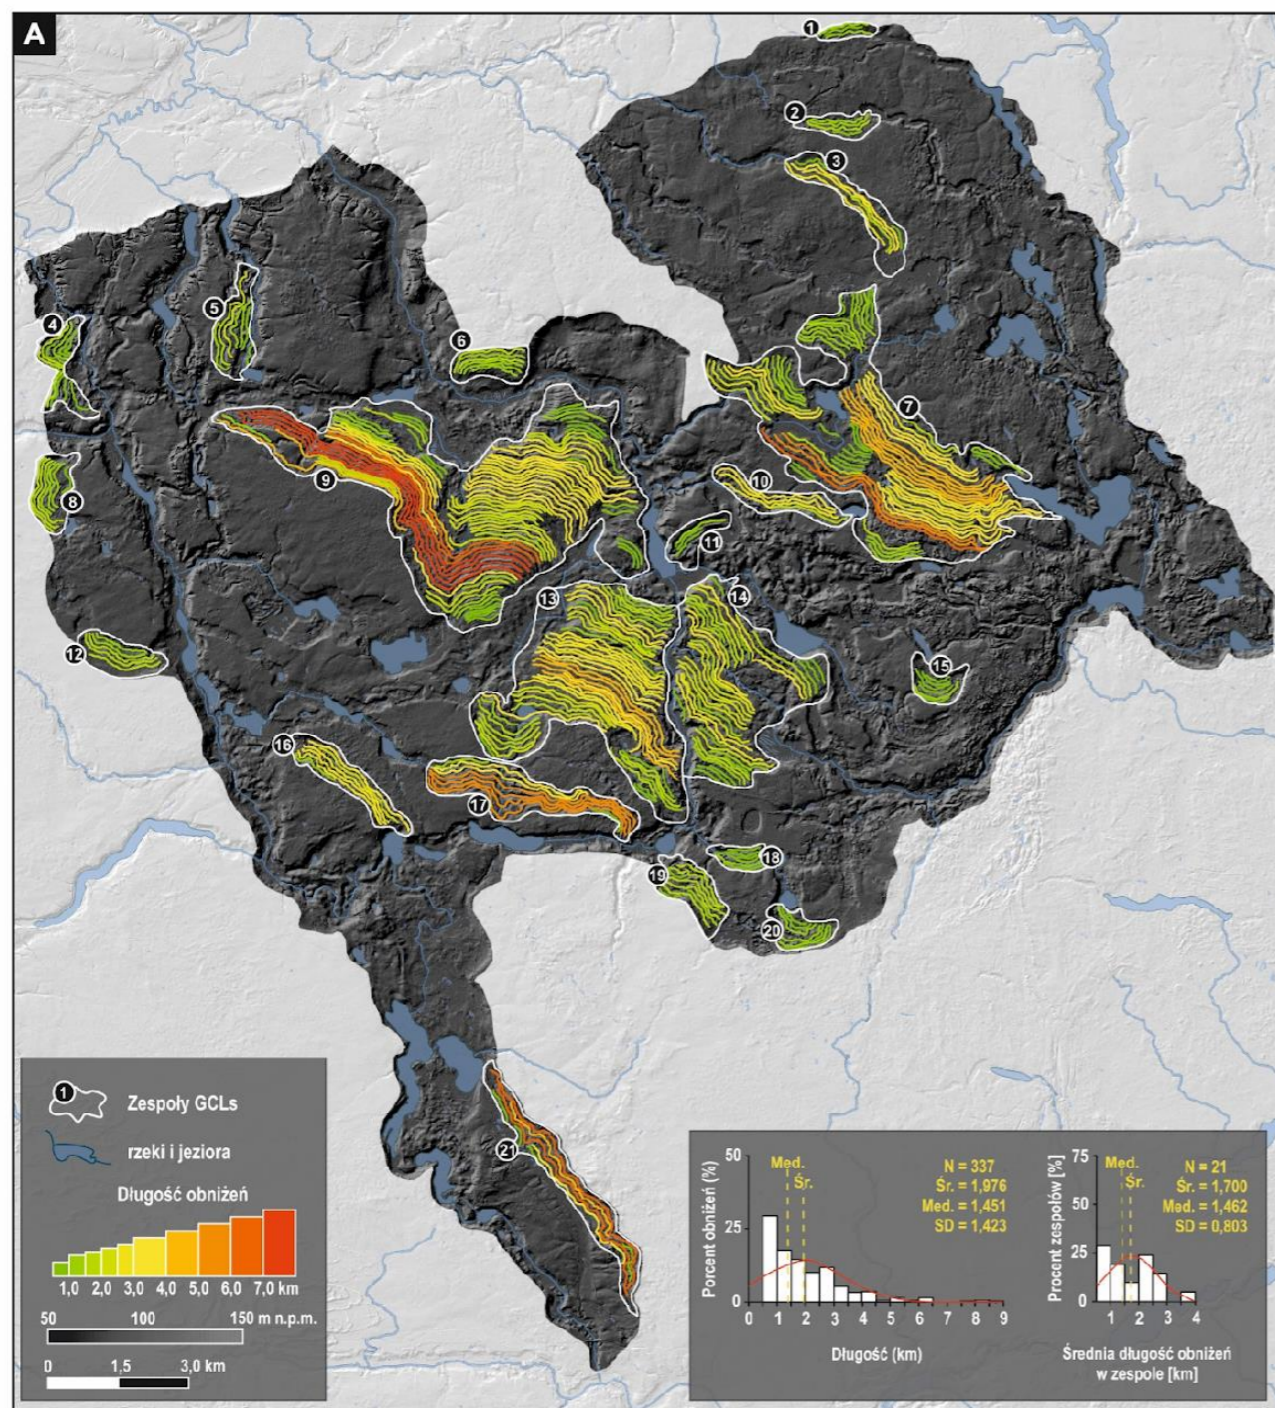 A
1
2
3
4
5
6
7
8
9
10
11
12
13
14
15
16
17
18
19
20
21
1
Zespoły GCLs
rzeki i jeziora
Długość obniżeń
1,0 2,0 3,0 4,0 5,0 6,0 7,0 km
50 100 150 m n.p.m.
0 1,5 3,0 km
Porcent obniżeń (%)
50
25
0
Med.
Śr.
N = 337
Śr. = 1,976
Med. = 1,451
SD = 1,423
0 1 2 3 4 5 6 7 8 9
Długość (km)
Procent zespołów [%]
75
50
25
0
Med.
Śr.
N = 21
Śr. = 1,700
Med. = 1,462
SD = 0,803
1 2 3 4
Średnia długość obniżeń
w zespole [km]